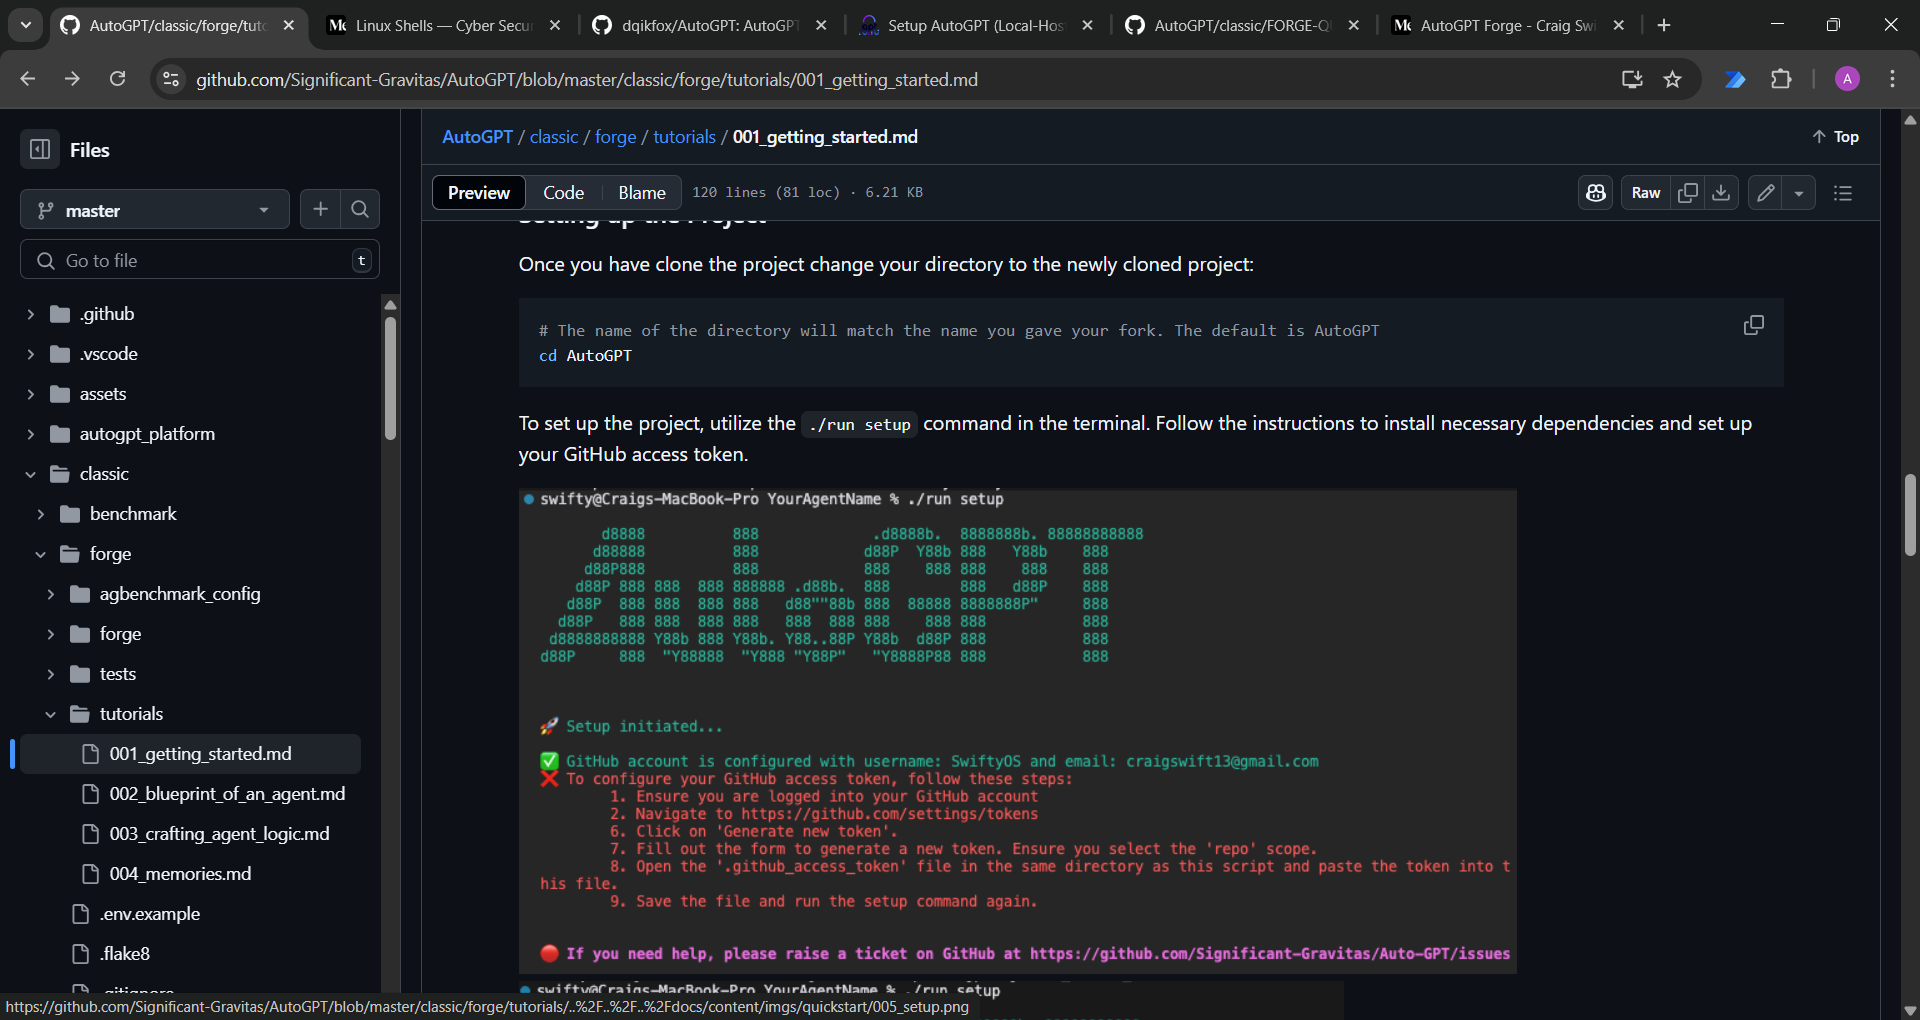 AutoGPT/classic/forge/tuto
Linux Shells — Cyber Secu
dqikfox/AutoGPT: AutoGPT
Setup AutoGPT (Local-Hos
AutoGPT/classic/FORGE-QU
AutoGPT Forge - Craig Swi
github.com/Significant-Gravitas/AutoGPT/blob/master/classic/forge/tutorials/001_getting_started.md
A
Files
master
Go to file
t
.github
.vscode
assets
autogpt_platform
classic
benchmark
forge
agbenchmark_config
forge
tests
tutorials
001_getting_started.md
002_blueprint_of_an_agent.md
003_crafting_agent_logic.md
004_memories.md
.env.example
.flake8
.gitignore
AutoGPT / classic / forge / tutorials / 001_getting_started.md
Top
Preview Code Blame 120 lines (81 loc) · 6.21 KB
Raw
Setting up the Project
Once you have clone the project change your directory to the newly cloned project:
# The name of the directory will match the name you gave your fork. The default is AutoGPT
cd AutoGPT
To set up the project, utilize the ./run setup command in the terminal. Follow the instructions to install necessary dependencies and set up
your GitHub access token.
swifty@Craigs-MacBook-Pro YourAgentName % ./run setup
d8888          888             .d8888b.  8888888b. 88888888888
d88888          888            d88P  Y88b 888   Y88b    888
d88P888          888            888    888 888    888    888
d88P 888 888  888 888888 .d88b.  888        888   d88P    888
d88P  888 888  888 888   d88""88b 888  88888 8888888P"     888
d88P   888 888  888 888   888  888 888    888 888           888
d8888888888 Y88b 888 Y88b. Y88..88P Y88b  d88P 888           888
d88P     888  "Y88888  "Y888 "Y88P"   "Y8888P88 888           888
🚀 Setup initiated...
✅ GitHub account is configured with username: SwiftyOS and email: craigswift13@gmail.com
❌ To configure your GitHub access token, follow these steps:
1. Ensure you are logged into your GitHub account
2. Navigate to https://github.com/settings/tokens
6. Click on 'Generate new token'.
7. Fill out the form to generate a new token. Ensure you select the 'repo' scope.
8. Open the '.github_access_token' file in the same directory as this script and paste the token into t
his file.
9. Save the file and run the setup command again.
🔴 If you need help, please raise a ticket on GitHub at https://github.com/Significant-Gravitas/Auto-GPT/issues
swifty@Craigs-MacBook-Pro YourAgentName % ./run setup
https://github.com/Significant-Gravitas/AutoGPT/blob/master/classic/forge/tutorials/..%2F..%2F..%2Fdocs/content/imgs/quickstart/005_setup.png